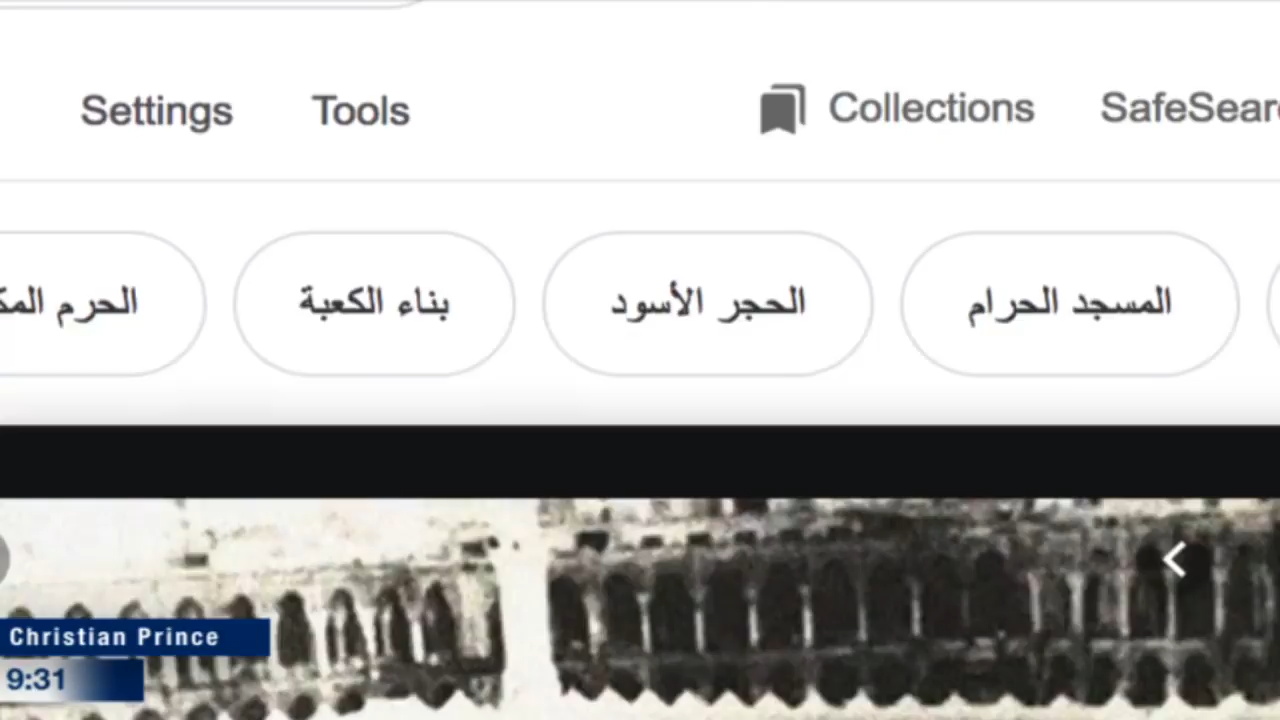 Settings Tools Collections
الحرم
بناء الكعبة
الحجر الأسود
المسجد الحرام
Christian Prince
9:31